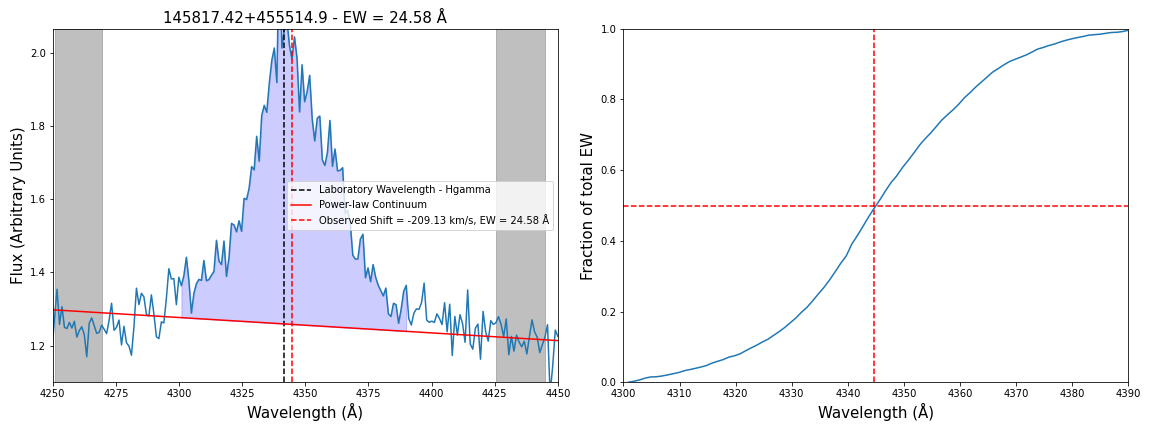 145817.42+455514.9 - EW = 24.58 Å
Flux (Arbitrary Units)
2.0
1.8
1.6
1.4
1.2
Laboratory Wavelength - Hgamma
Power-law Continuum
Observed Shift = -209.13 km/s, EW = 24.58 Å
4250 4275 4300 4325 4350 4375 4400 4425 4450
Wavelength (Å)
Fraction of total EW
1.0
0.8
0.6
0.4
0.2
0.0
4300 4310 4320 4330 4340 4350 4360 4370 4380 4390
Wavelength (Å)